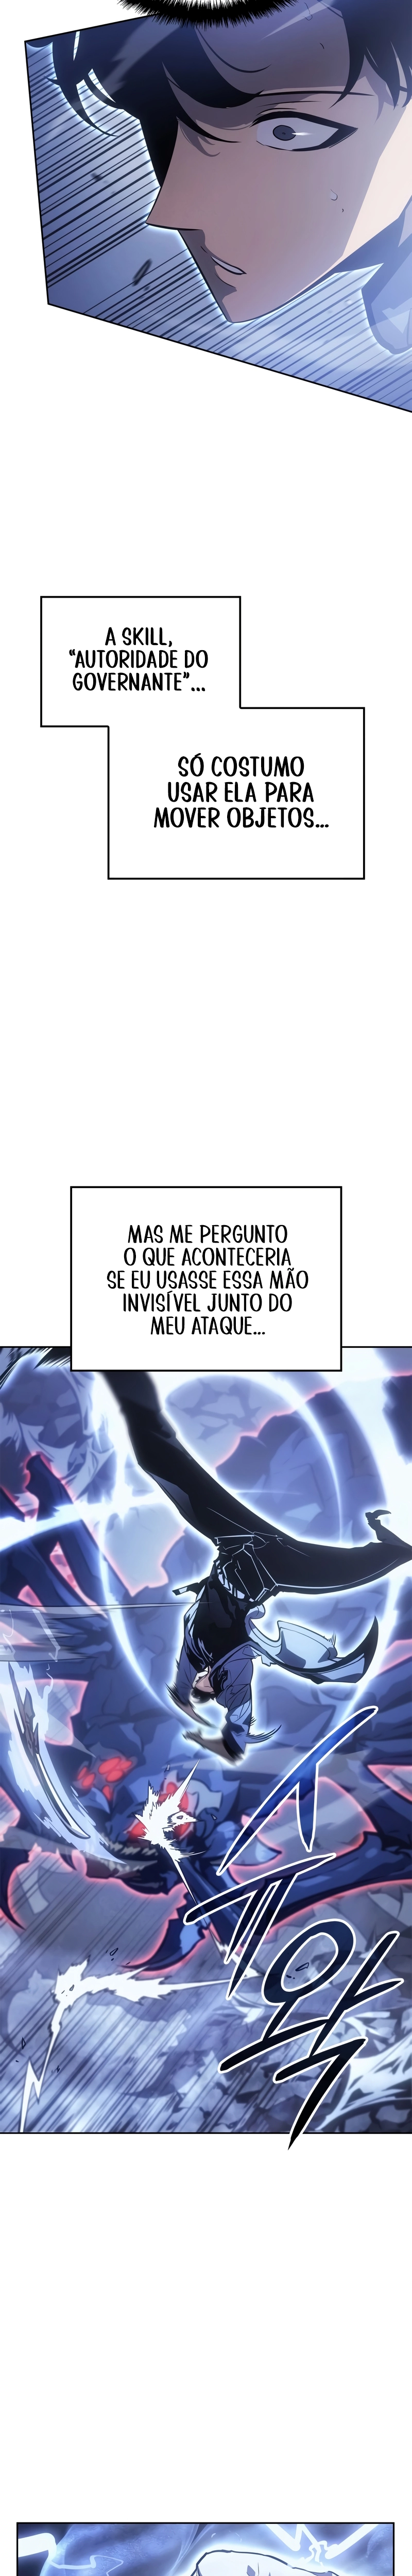 A SKILL,
“AUTORIDADE DO
GOVERNANTE”...
SÓ COSTUMO
USAR ELA PARA
MOVER OBJETOS...
MAS ME PERGUNTO
O QUE ACONTECERIA
SE EU USASSE ESSA MÃO
INVISÍVEL JUNTO DO
MEU ATAQUE...